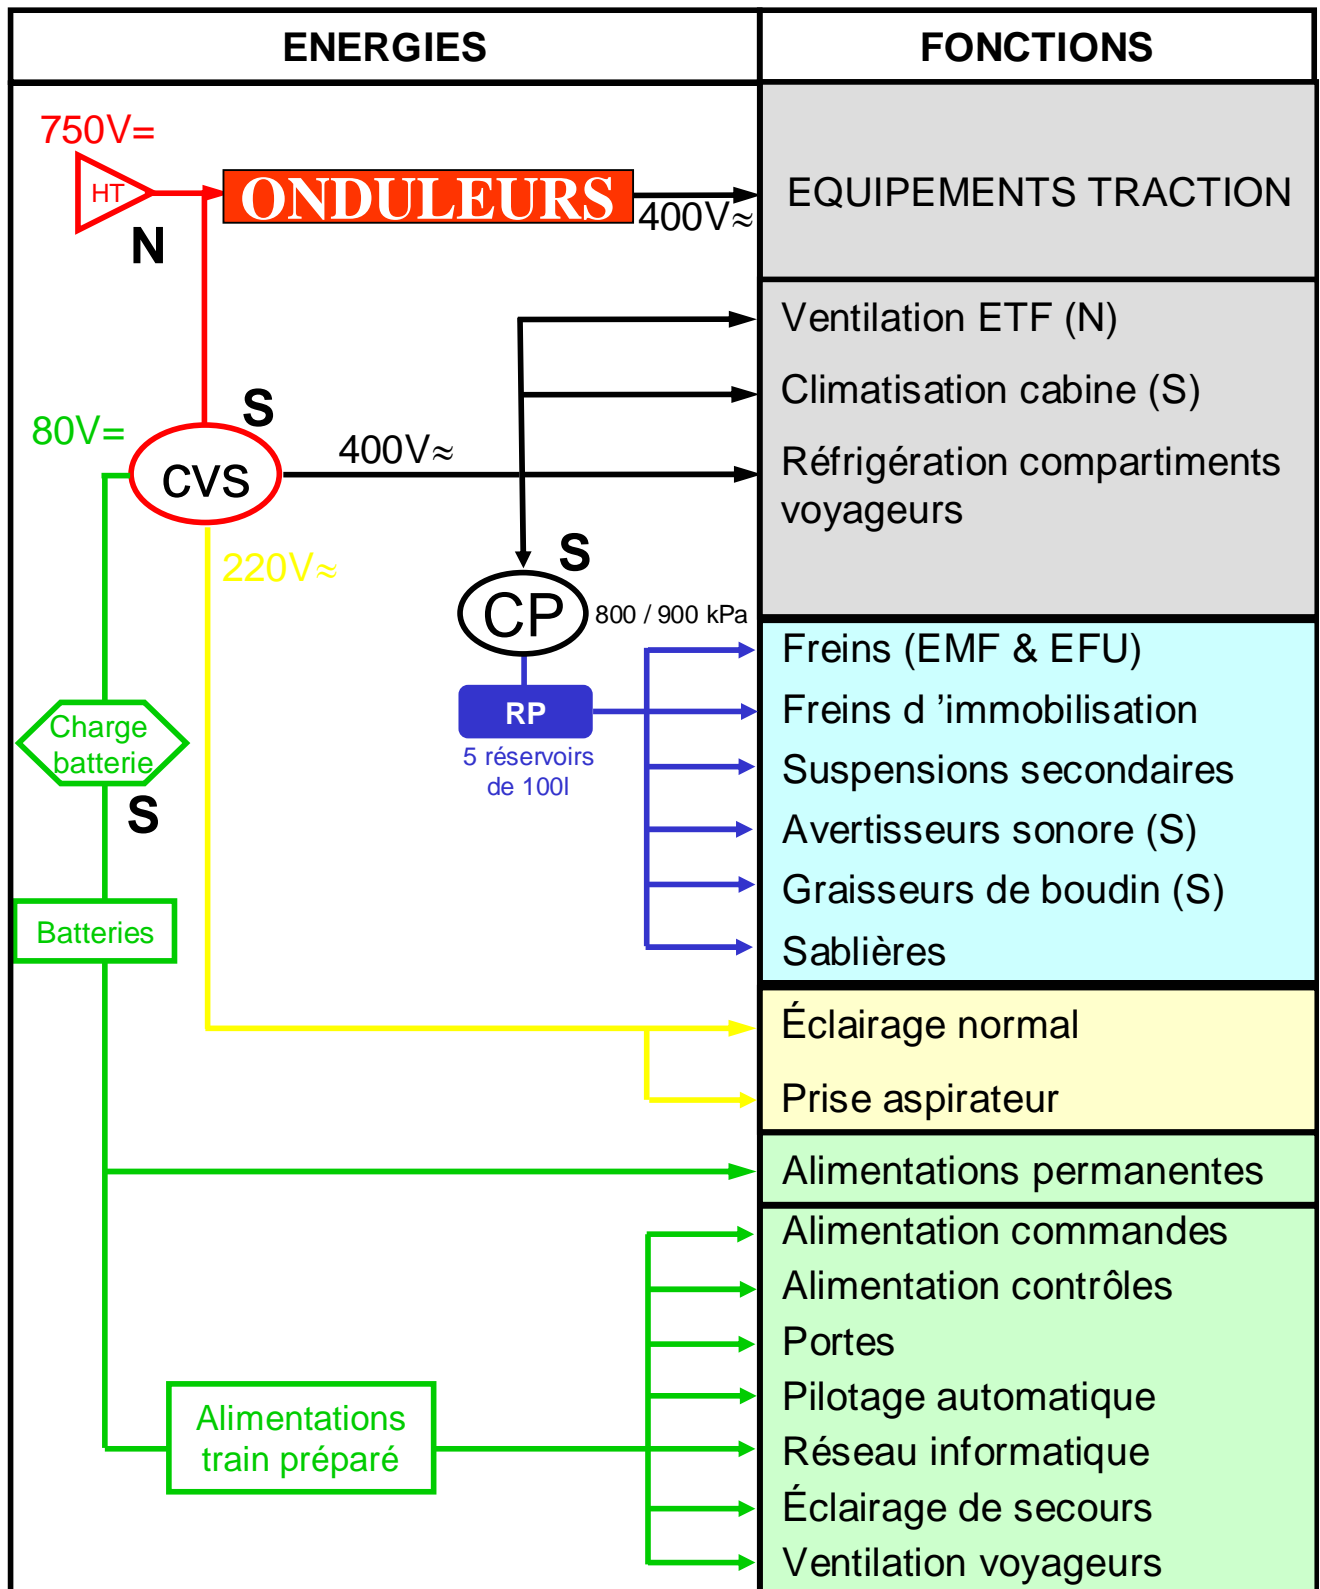 ENERGIES
FONCTIONS
750V=
HT
N
ONDULEURS
400V≈
EQUIPEMENTS TRACTION
Ventilation ETF (N)
Climatisation cabine (S)
80V=
S
cvs
400V≈
Réfrigération compartiments
voyageurs
220V≈
S
CP
800 / 900 kPa
RP
5 réservoirs
de 100l
Freins (EMF & EFU)
Freins d ’immobilisation
Suspensions secondaires
Avertisseurs sonore (S)
Graisseurs de boudin (S)
Sablières
Charge
batterie
S
Batteries
Éclairage normal
Prise aspirateur
Alimentations permanentes
Alimentations
train préparé
Alimentation commandes
Alimentation contrôles
Portes
Pilotage automatique
Réseau informatique
Éclairage de secours
Ventilation voyageurs